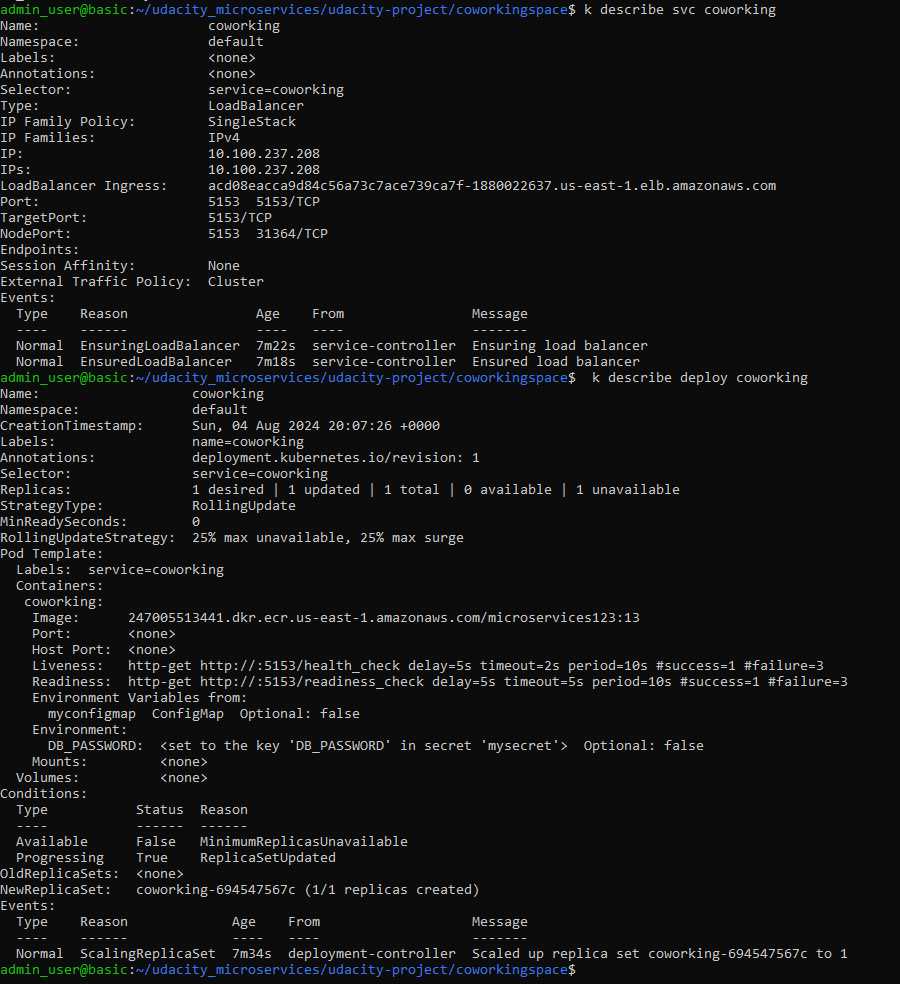 admin_user@basic:~/udacity_microservices/udacity-project/coworkingspace$ k describe svc coworking
Name:                     coworking
Namespace:                default
Labels:                   <none>
Annotations:              <none>
Selector:                 service=coworking
Type:                     LoadBalancer
IP Family Policy:         SingleStack
IP Families:              IPv4
IP:                       10.100.237.208
IPs:                      10.100.237.208
LoadBalancer Ingress:     acd08eacca9d84c56a73c7ace739ca7f-1880022637.us-east-1.elb.amazonaws.com
Port:                     5153  5153/TCP
TargetPort:               5153/TCP
NodePort:                 5153  31364/TCP
Endpoints:
Session Affinity:         None
External Traffic Policy:  Cluster
Events:
  Type    Reason                Age    From                Message
  ----    ------                ----   ----                -------
  Normal  EnsuringLoadBalancer  7m22s  service-controller  Ensuring load balancer
  Normal  EnsuredLoadBalancer   7m18s  service-controller  Ensured load balancer
admin_user@basic:~/udacity_microservices/udacity-project/coworkingspace$  k describe deploy coworking
Name:                   coworking
Namespace:              default
CreationTimestamp:      Sun, 04 Aug 2024 20:07:26 +0000
Labels:                 name=coworking
Annotations:            deployment.kubernetes.io/revision: 1
Selector:               service=coworking
Replicas:               1 desired | 1 updated | 1 total | 0 available | 1 unavailable
StrategyType:           RollingUpdate
MinReadySeconds:        0
RollingUpdateStrategy:  25% max unavailable, 25% max surge
Pod Template:
  Labels:  service=coworking
  Containers:
   coworking:
    Image:      247005513441.dkr.ecr.us-east-1.amazonaws.com/microservices123:13
    Port:       <none>
    Host Port:  <none>
    Liveness:   http-get http://:5153/health_check delay=5s timeout=2s period=10s #success=1 #failure=3
    Readiness:  http-get http://:5153/readiness_check delay=5s timeout=5s period=10s #success=1 #failure=3
    Environment Variables from:
      myconfigmap  ConfigMap  Optional: false
    Environment:
      DB_PASSWORD:  <set to the key 'DB_PASSWORD' in secret 'mysecret'>  Optional: false
    Mounts:         <none>
  Volumes:          <none>
Conditions:
  Type           Status  Reason
  ----           ------  ------
  Available      False   MinimumReplicasUnavailable
  Progressing    True    ReplicaSetUpdated
OldReplicaSets:  <none>
NewReplicaSet:   coworking-694547567c (1/1 replicas created)
Events:
  Type    Reason             Age    From                   Message
  ----    ------             ----   ----                   -------
  Normal  ScalingReplicaSet  7m34s  deployment-controller  Scaled up replica set coworking-694547567c to 1
admin_user@basic:~/udacity_microservices/udacity-project/coworkingspace$